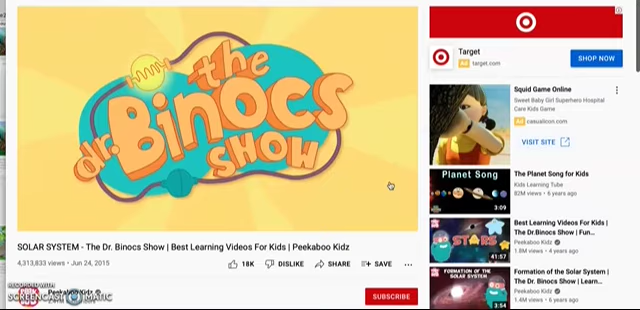 the
dr. Binocs
SHOW
SOLAR SYSTEM - The Dr. Binocs Show | Best Learning Videos For Kids | Peekaboo Kidz
4,313,833 views • Jun 24, 2015
18K DISLIKE SHARE SAVE
Peekaboo Kidz
SUBSCRIBE
RECORDED WITH
SCREENCAST MATIC
Target
Ad target.com
SHOP NOW
Squid Game Online
Sweet Baby Girl Superhero Hospital
Care Kids Game
Ad casualicon.com
VISIT SITE
Planet Song
3:09
The Planet Song for Kids
Kids Learning Tube
82M views • 6 years ago
STARS
41:57
Best Learning Videos For Kids |
The Dr.Binocs Show | Fun...
Peekaboo Kidz
1.8M views • 4 years ago
FORMATION OF THE
SOLAR SYSTEM
3:54
Formation of the Solar System |
The Dr. Binocs Show | Learn...
Peekaboo Kidz
1.4M views • 6 years ago